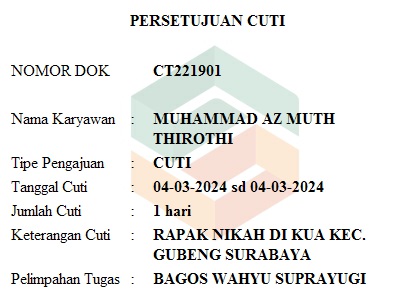 PERSETUJUAN CUTI
NOMOR DOK CT221901
Nama Karyawan : MUHAMMAD AZ MUTH
THIROTHI
Tipe Pengajuan : CUTI
Tanggal Cuti : 04-03-2024 sd 04-03-2024
Jumlah Cuti : 1 hari
Keterangan Cuti : RAPAK NIKAH DI KUA KEC.
GUBENG SURABAYA
Pelimpahan Tugas : BAGOS WAHYU SUPRAYUGI